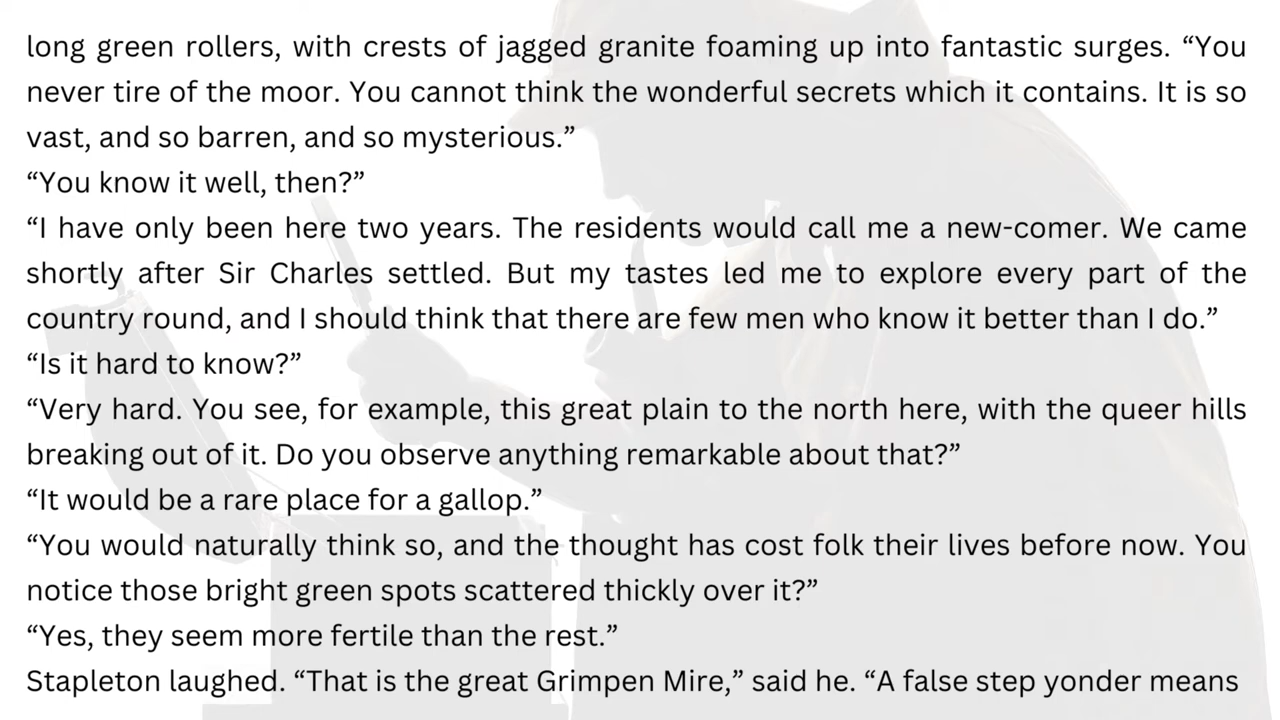 long green rollers, with crests of jagged granite foaming up into fantastic surges. “You
never tire of the moor. You cannot think the wonderful secrets which it contains. It is so
vast, and so barren, and so mysterious.”
“You know it well, then?”
“I have only been here two years. The residents would call me a new-comer. We came
shortly after Sir Charles settled. But my tastes led me to explore every part of the
country round, and I should think that there are few men who know it better than I do.”
“Is it hard to know?”
“Very hard. You see, for example, this great plain to the north here, with the queer hills
breaking out of it. Do you observe anything remarkable about that?”
“It would be a rare place for a gallop.”
“You would naturally think so, and the thought has cost folk their lives before now. You
notice those bright green spots scattered thickly over it?”
“Yes, they seem more fertile than the rest.”
Stapleton laughed. “That is the great Grimpen Mire,” said he. “A false step yonder means